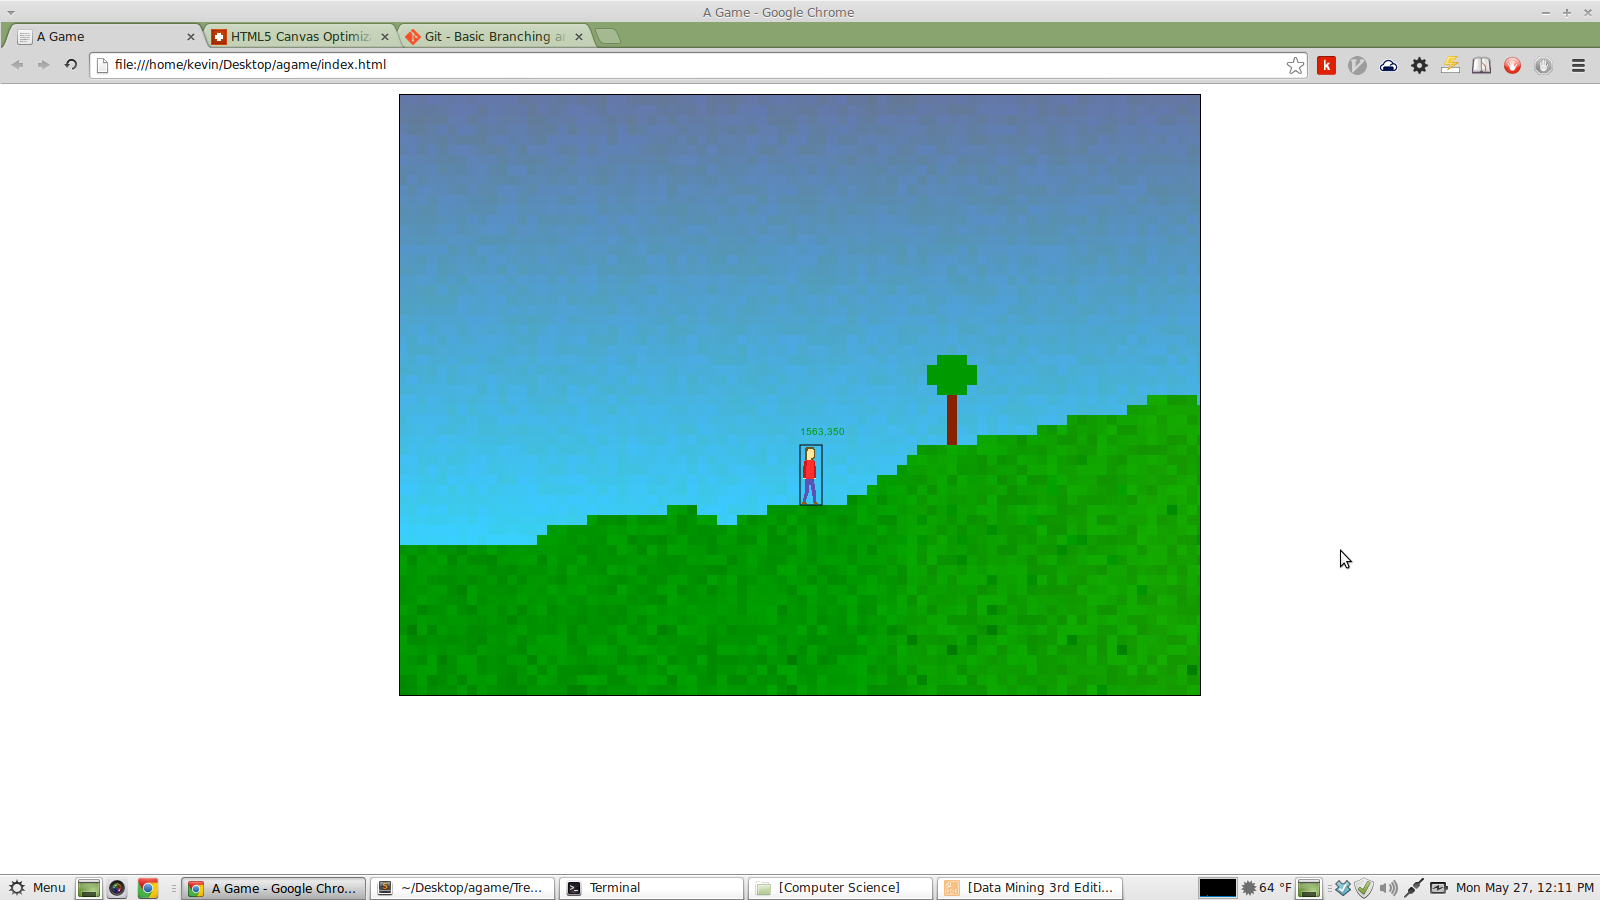 A Game - Google Chrome
A Game
HTML5 Canvas Optimiz
Git - Basic Branching a
file:///home/kevin/Desktop/agame/index.html
k
1563,350
Menu
A Game - Google Chro...
~/Desktop/agame/Tre...
Terminal
[Computer Science]
[Data Mining 3rd Editi...
64 °F
Mon May 27, 12:11 PM